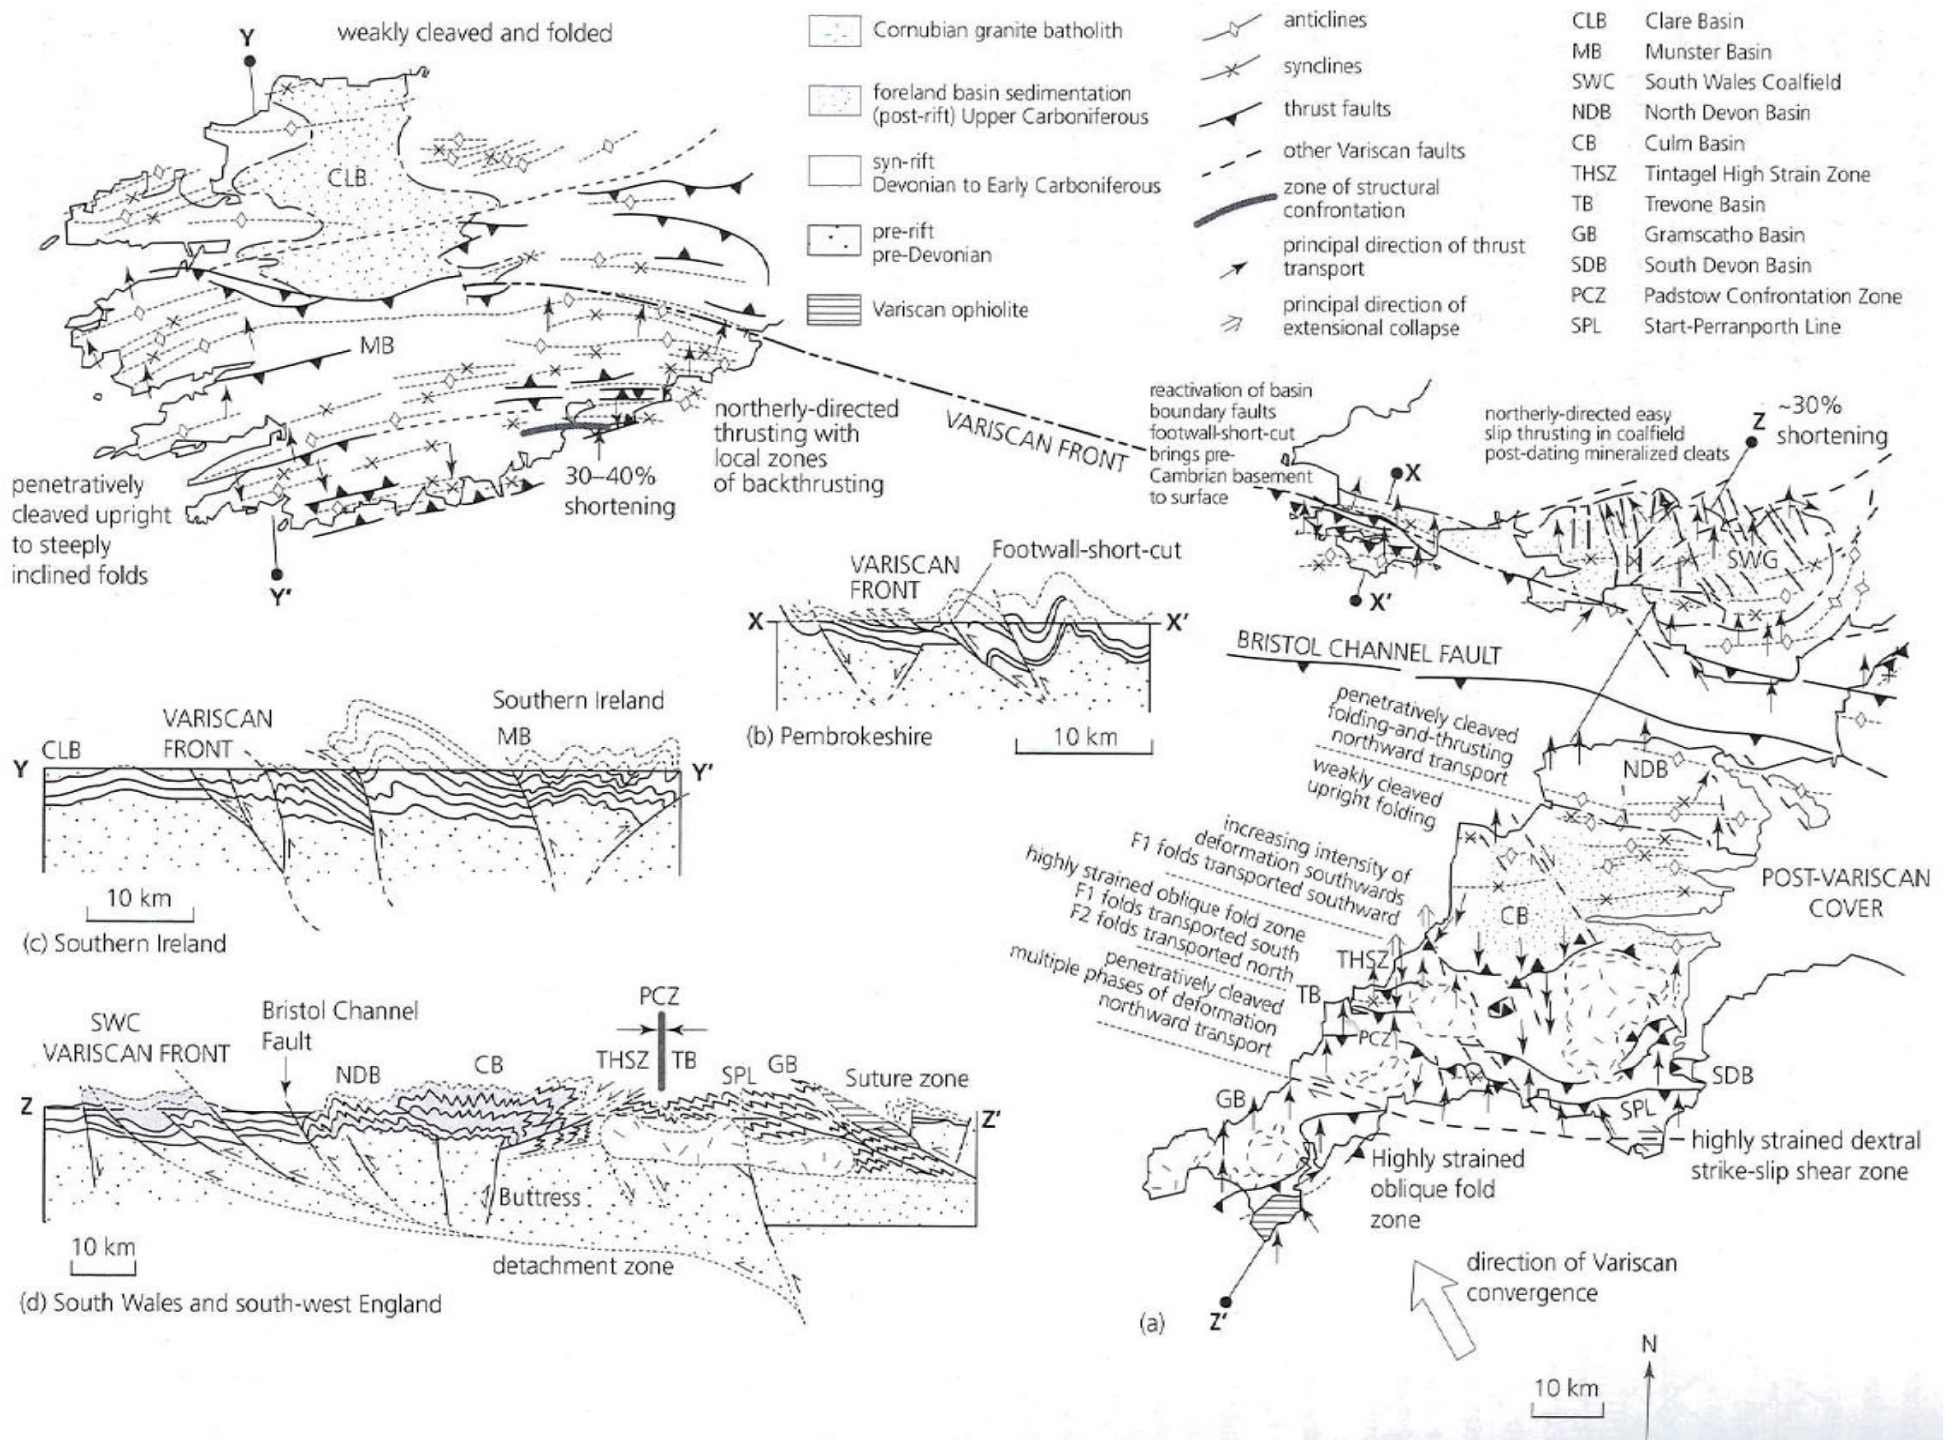 Y
weakly cleaved and folded
CLB
MB
penetratively
cleaved upright
to steeply
inclined folds
Y'
30–40%
shortening
northerly-directed
thrusting with
local zones
of backthrusting
VARISCAN FRONT
Cornubian granite batholith
foreland basin sedimentation
(post-rift) Upper Carboniferous
syn-rift
Devonian to Early Carboniferous
pre-rift
pre-Devonian
Variscan ophiolite
anticlines
synclines
thrust faults
other Variscan faults
zone of structural
confrontation
principal direction of thrust
transport
principal direction of
extensional collapse
CLB Clare Basin
MB Munster Basin
SWC South Wales Coalfield
NDB North Devon Basin
CB Culm Basin
THSZ Tintagel High Strain Zone
TB Trevone Basin
GB Gramscatho Basin
SDB South Devon Basin
PCZ Padstow Confrontation Zone
SPL Start-Perranporth Line
reactivation of basin
boundary faults
footwall-short-cut
brings pre-
Cambrian basement
to surface
X
X'
northerly-directed easy
slip thrusting in coalfield
post-dating mineralized cleats
Z
~30%
shortening
SWG
BRISTOL CHANNEL FAULT
penetratively cleaved
folding-and-thrusting
northward transport
weakly cleaved
upright folding
increasing intensity of
deformation southwards
F1 folds transported southward
highly strained oblique fold zone
F1 folds transported south
F2 folds transported north
penetratively cleaved
multiple phases of deformation
northward transport
NDB
CB
POST-VARISCAN
COVER
THSZ
TB
PCZ
SDB
SPL
GB
highly strained dextral
strike-slip shear zone
Highly strained
oblique fold
zone
Z'
(a)
direction of Variscan
convergence
N
10 km
VARISCAN
FRONT
Footwall-short-cut
X
X'
(b) Pembrokeshire
10 km
CLB
VARISCAN
FRONT
Southern Ireland
MB
Y
Y'
10 km
(c) Southern Ireland
SWC
VARISCAN FRONT
Bristol Channel
Fault
NDB
CB
PCZ
THSZ
TB
SPL
GB
Suture zone
Z
Z'
Buttress
detachment zone
10 km
(d) South Wales and south-west England